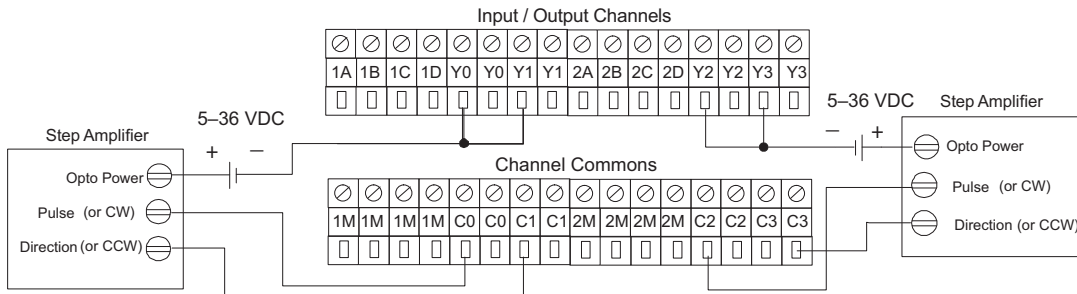 Input / Output Channels
1A 1B 1C 1D Y0 Y0 Y1 Y1 2A 2B 2C 2D Y2 Y2 Y3 Y3
5–36 VDC
+ –
Step Amplifier
Opto Power
Pulse (or CW)
Direction (or CCW)
Channel Commons
1M 1M 1M 1M C0 C0 C1 C1 2M 2M 2M 2M C2 C2 C3 C3
5–36 VDC
– +
Step Amplifier
Opto Power
Pulse (or CW)
Direction (or CCW)